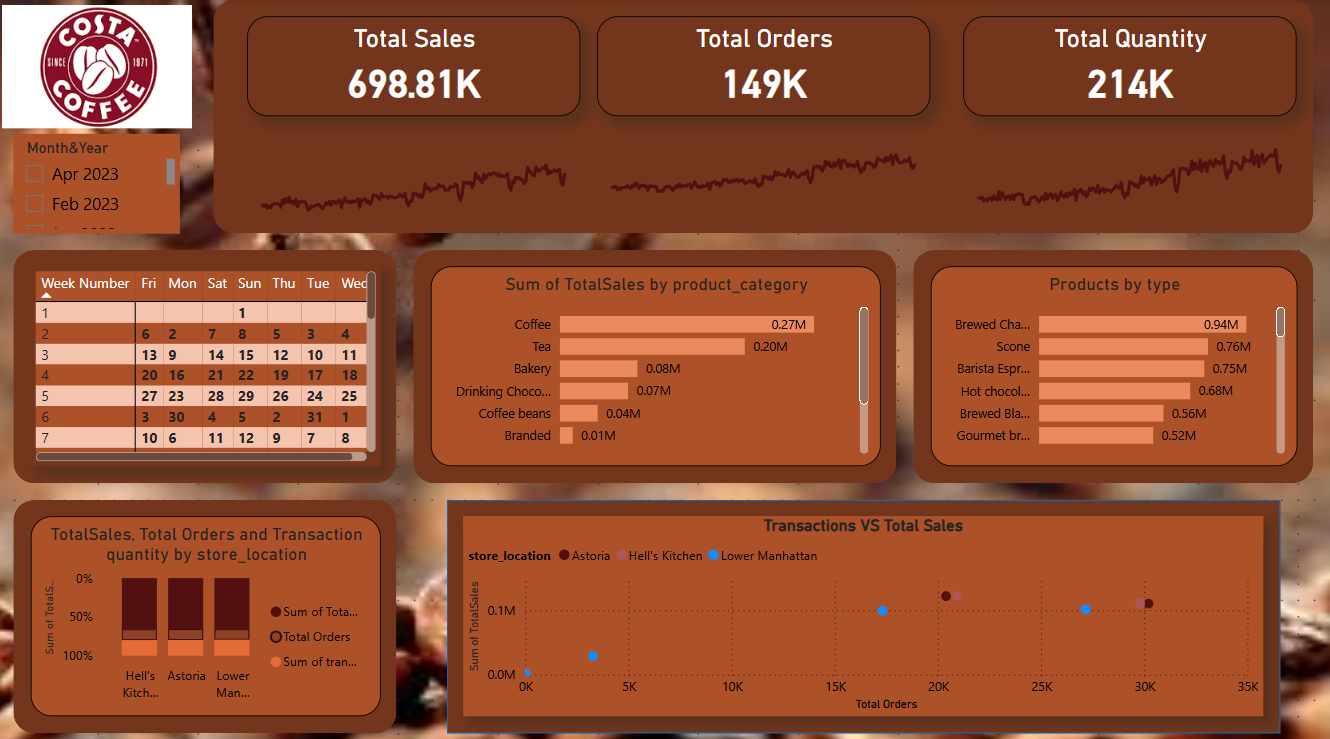 COSTA
SINCE 1971
COFFEE
Total Sales
698.81K
Total Orders
149K
Total Quantity
214K
Month&Year
Apr 2023
Feb 2023
Week Number Fri Mon Sat Sun Thu Tue Wed
1 1
2 6 2 7 8 5 3 4
3 13 9 14 15 12 10 11
4 20 16 21 22 19 17 18
5 27 23 28 29 26 24 25
6 3 30 4 5 2 31 1
7 10 6 11 12 9 7 8
Sum of TotalSales by product_category
Coffee 0.27M
Tea 0.20M
Bakery 0.08M
Drinking Choco... 0.07M
Coffee beans 0.04M
Branded 0.01M
Products by type
Brewed Cha... 0.94M
Scone 0.76M
Barista Espr... 0.75M
Hot chocol... 0.68M
Brewed Bla... 0.56M
Gourmet br... 0.52M
TotalSales, Total Orders and Transaction
quantity by store_location
Sum of TotalS...
0%
50%
100%
Hell's
Kitch...
Astoria
Lower
Man...
Sum of Tota...
Total Orders
Sum of tran...
Transactions VS Total Sales
store_location Astoria Hell's Kitchen Lower Manhattan
Sum of TotalSales
0.1M
0.0M
0K 5K 10K 15K 20K 25K 30K 35K
Total Orders